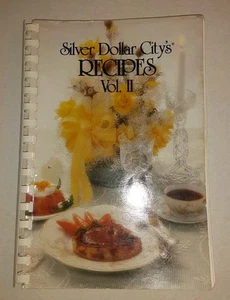 Silver Dollar City's
RECIPES
Vol. II